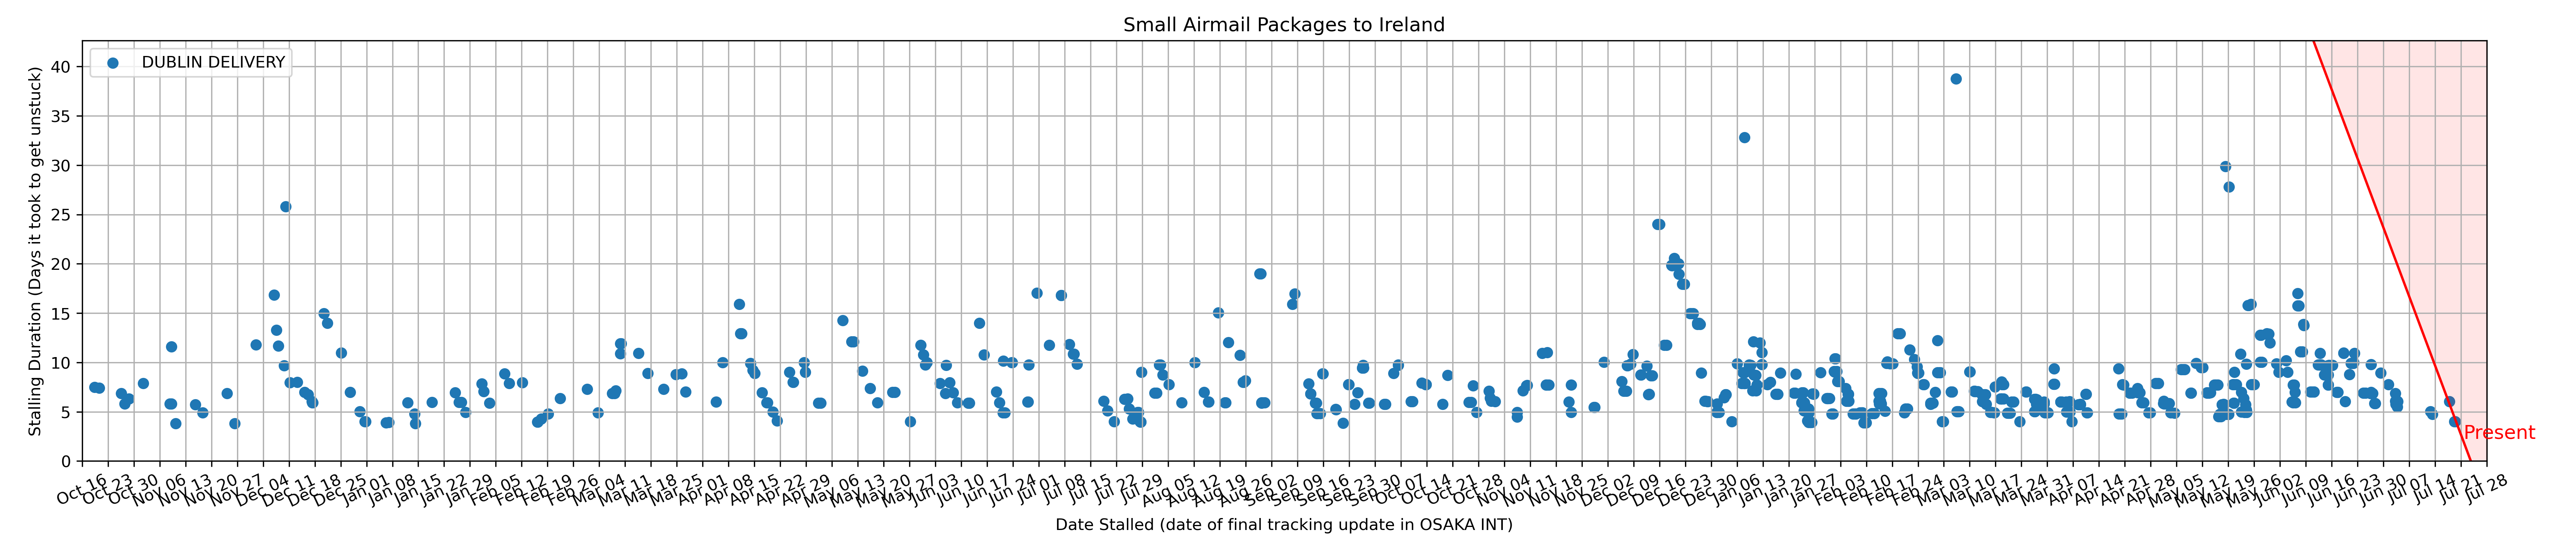 Small Airmail Packages to Ireland
DUBLIN DELIVERY
Stalling Duration (Days it took to get unstuck)
40
35
30
25
20
15
10
5
0
Present
Oct 16
Oct 23
Oct 30
Nov 06
Nov 13
Nov 20
Nov 27
Dec 04
Dec 11
Dec 18
Dec 25
Jan 01
Jan 08
Jan 15
Jan 22
Jan 29
Feb 05
Feb 12
Feb 19
Feb 26
Mar 04
Mar 11
Mar 18
Mar 25
Apr 01
Apr 08
Apr 15
Apr 22
Apr 29
May 06
May 13
May 20
May 27
Jun 03
Jun 10
Jun 17
Jun 24
Jul 01
Jul 08
Jul 15
Jul 22
Jul 29
Aug 05
Aug 12
Aug 19
Aug 26
Sep 02
Sep 09
Sep 16
Sep 23
Sep 30
Oct 07
Oct 14
Oct 21
Oct 28
Nov 04
Nov 11
Nov 18
Nov 25
Dec 02
Dec 09
Dec 16
Dec 23
Dec 30
Jan 06
Jan 13
Jan 20
Jan 27
Feb 03
Feb 10
Feb 17
Feb 24
Mar 03
Mar 10
Mar 17
Mar 24
Mar 31
Apr 07
Apr 14
Apr 21
Apr 28
May 05
May 12
May 19
May 26
Jun 02
Jun 09
Jun 16
Jun 23
Jun 30
Jul 07
Jul 14
Jul 21
Jul 28
Date Stalled (date of final tracking update in OSAKA INT)